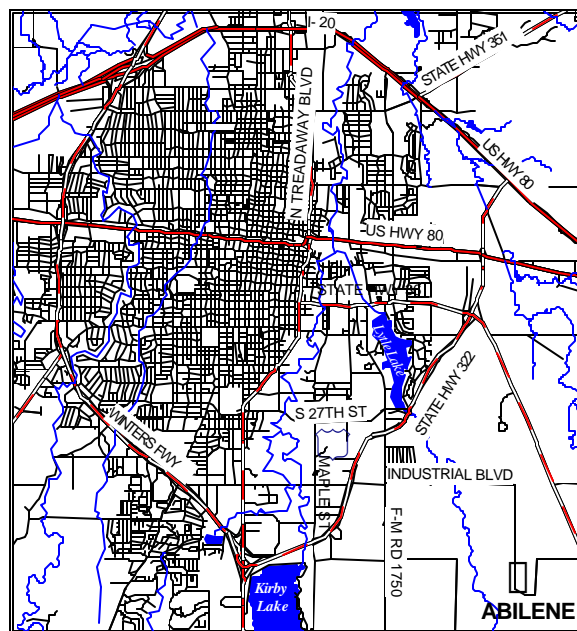 I- 20
STATE HWY 351
N TREADAWAY BLVD
US HWY 80
US HWY 80
STATE HWY
Lytle Lake
STATE HWY 322
S 27TH ST
WINTERS FWY
MAPLE ST
INDUSTRIAL BLVD
F-M RD 1750
Kirby
Lake
ABILENE